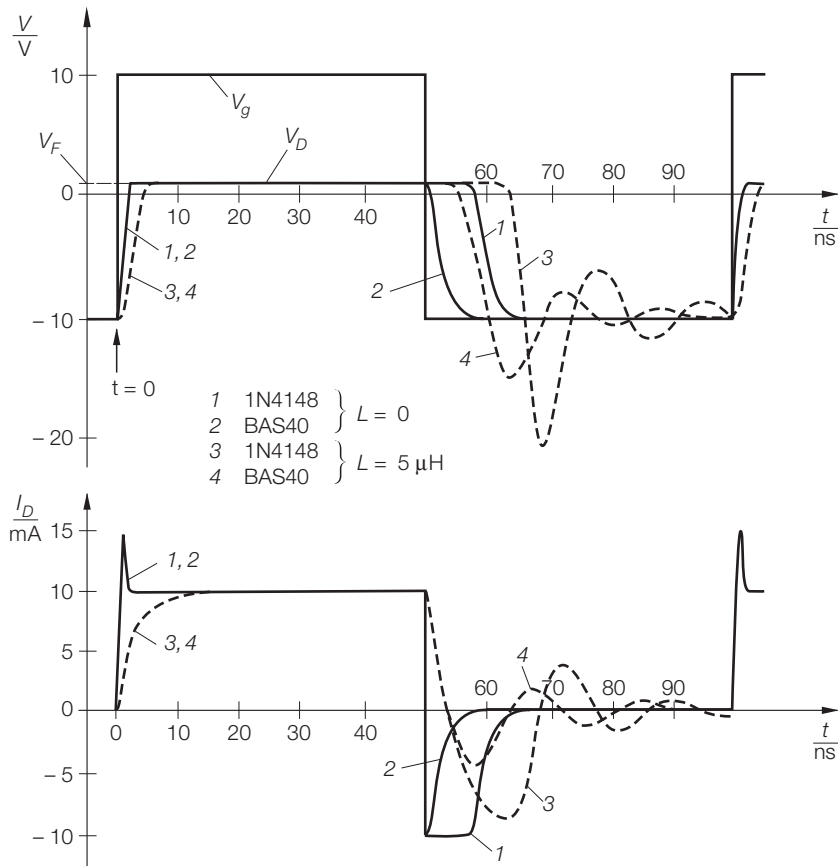 V
V
10
V_g
V_F
V_D
60 70 80 90
0
10 20 30 40
t
ns
1, 2
1
3
2
3, 4
– 10
4
t = 0
1 1N4148
2 BAS40 } L = 0
3 1N4148
4 BAS40 } L = 5 µH
– 20
I_D
mA
15
1, 2
10
3, 4
5
4
60 70 80 90
0
0 10 20 30 40
t
ns
2
– 5
3
– 10
1